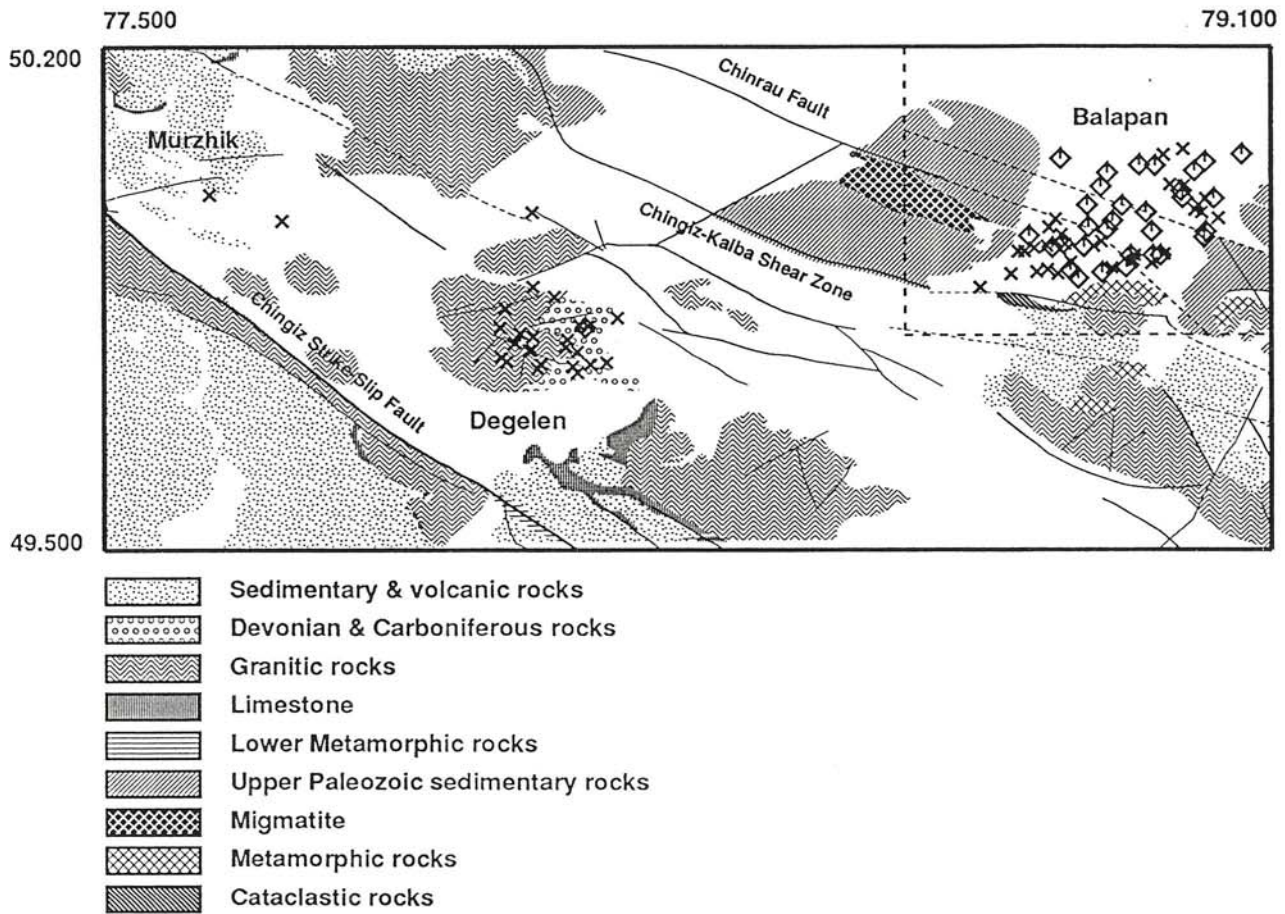 77.500
79.100
50.200
Chinrau Fault
Balapan
Murzhik
Chingiz-Kalba Shear Zone
Chingiz Strike-Slip Fault
Degelen
49.500
Sedimentary & volcanic rocks
Devonian & Carboniferous rocks
Granitic rocks
Limestone
Lower Metamorphic rocks
Upper Paleozoic sedimentary rocks
Migmatite
Metamorphic rocks
Cataclastic rocks